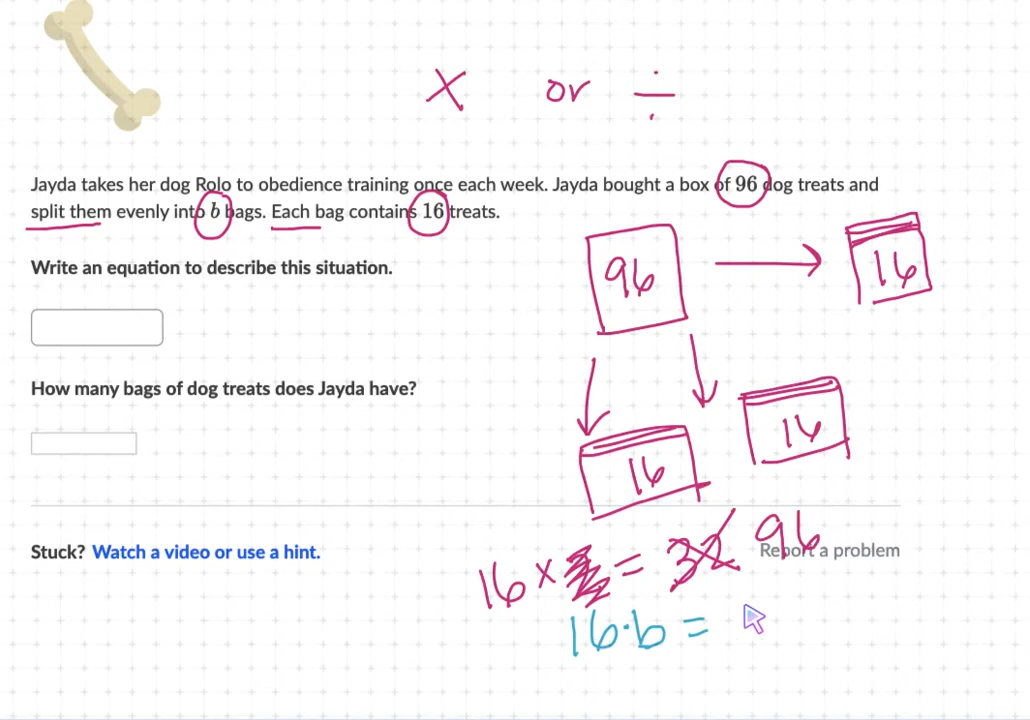 × or ÷
Jayda takes her dog Rolo to obedience training once each week. Jayda bought a box of 96 dog treats and
split them evenly into b bags. Each bag contains 16 treats.
Write an equation to describe this situation.
96
16
How many bags of dog treats does Jayda have?
16
16
Stuck? Watch a video or use a hint.
Report a problem
16 × = 32 96
16·b =